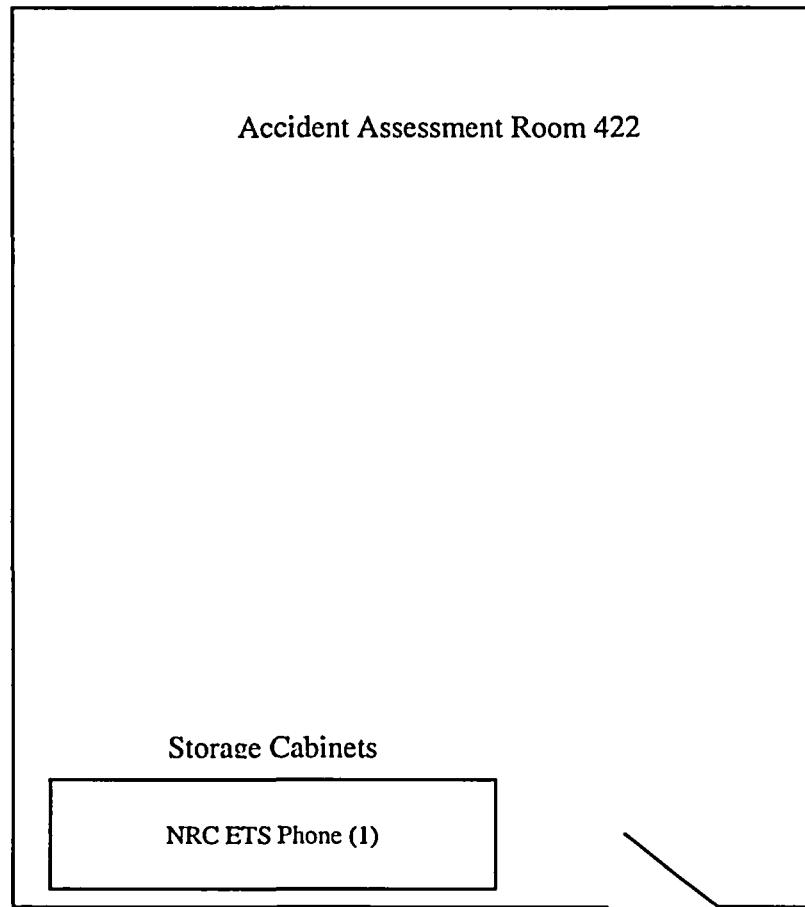 Accident Assessment Room 422
Storage Cabinets
NRC ETS Phone (1)